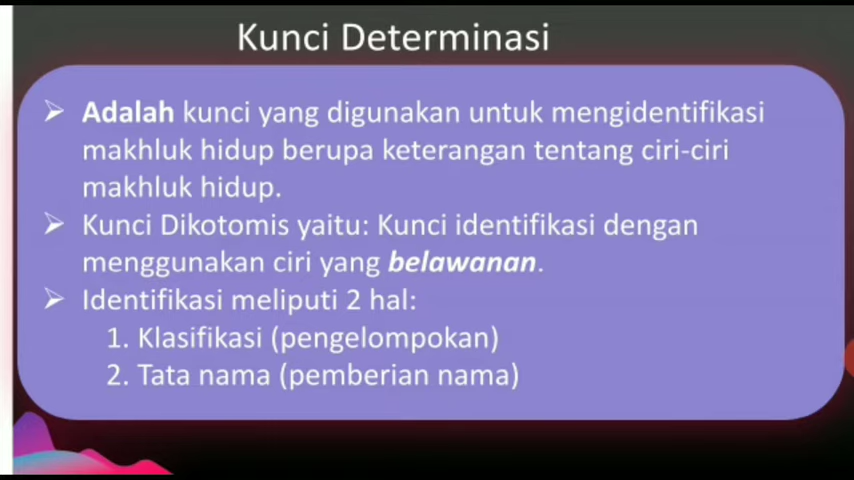 Kunci Determinasi
➢ Adalah kunci yang digunakan untuk mengidentifikasi
makhluk hidup berupa keterangan tentang ciri-ciri
makhluk hidup.
➢ Kunci Dikotomis yaitu: Kunci identifikasi dengan
menggunakan ciri yang belawanan.
➢ Identifikasi meliputi 2 hal:
1. Klasifikasi (pengelompokan)
2. Tata nama (pemberian nama)